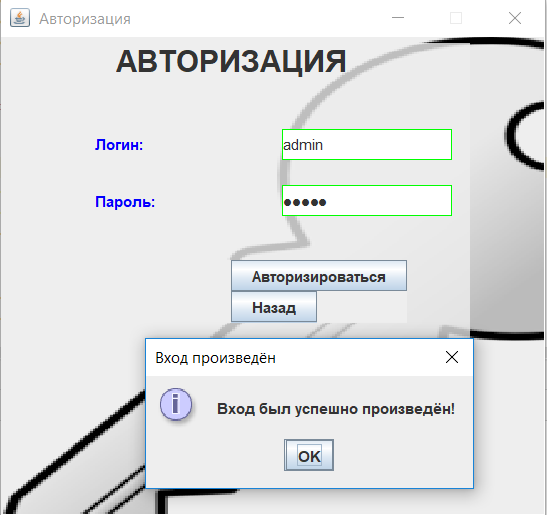 Авторизация
АВТОРИЗАЦИЯ
Логин:
admin
Пароль:
●●●●●
Авторизироваться
Назад
Вход произведён
Вход был успешно произведён!
OK